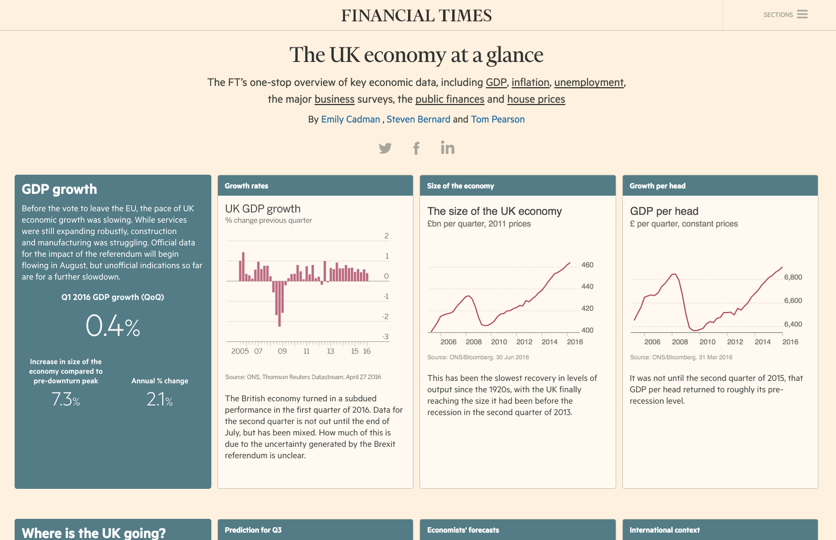 FINANCIAL TIMES
SECTIONS
The UK economy at a glance
The FT's one-stop overview of key economic data, including GDP, inflation, unemployment,
the major business surveys, the public finances and house prices
By Emily Cadman , Steven Bernard and Tom Pearson
GDP growth
Before the vote to leave the EU, the pace of UK
economic growth was slowing. While services
were still expanding robustly, construction
and manufacturing was struggling. Official data
for the impact of the referendum will begin
flowing in August, but unofficial indications so far
are for a further slowdown.
Q1 2016 GDP growth (QoQ)
0.4%
Increase in size of the
economy compared to
pre-downturn peak
7.3%
Annual % change
2.1%
Growth rates
UK GDP growth
% change previous quarter
2
1
0
-1
-2
-3
2005 07 09 11 13 15 16
Source: ONS, Thomson Reuters Datastream, April 27 2016
The British economy turned in a subdued
performance in the first quarter of 2016. Data for
the second quarter is not out until the end of
July, but has been mixed. How much of this is
due to the uncertainty generated by the Brexit
referendum is unclear.
Size of the economy
The size of the UK economy
£bn per quarter, 2011 prices
460
440
420
400
2006 2008 2010 2012 2014 2016
Source: ONS/Bloomberg, 30 Jun 2016
This has been the slowest recovery in levels of
output since the 1920s, with the UK finally
reaching the size it had been before the
recession in the second quarter of 2013.
Growth per head
GDP per head
£ per quarter, constant prices
6,800
6,600
6,400
2006 2008 2010 2012 2014 2016
Source: ONS/Bloomberg, 31 Mar 2016
It was not until the second quarter of 2015, that
GDP per head returned to roughly its pre-
recession level.
Where is the UK going?
Prediction for Q3
Economists' forecasts
International context